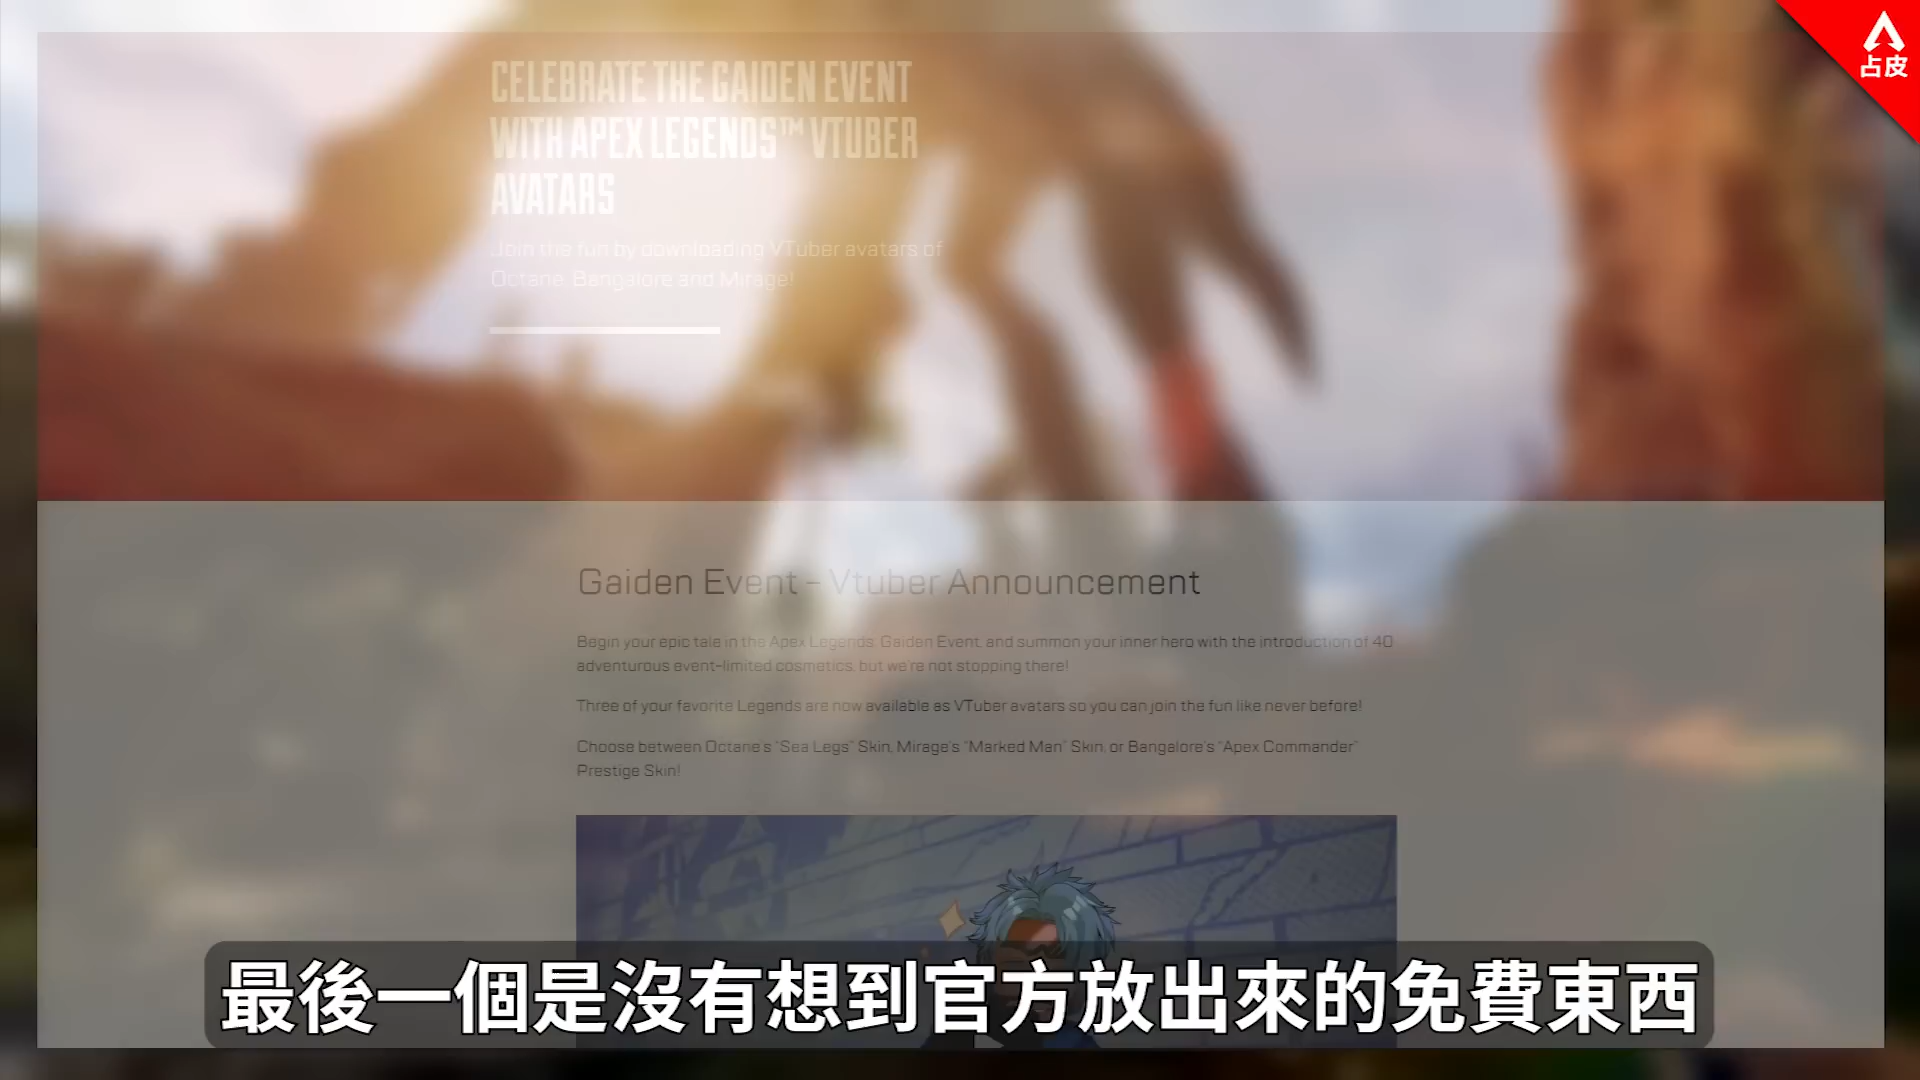 占皮
CELEBRATE THE GAIDEN EVENT
WITH APEX LEGENDS™ VTUBER
AVATARS
Join the fun by downloading VTuber avatars of
Octane, Bangalore and Mirage!
Gaiden Event - Vtuber Announcement
Begin your epic tale in the Apex Legends: Gaiden Event, and summon your inner hero with the introduction of 40
adventurous event-limited cosmetics, but we're not stopping there!
Three of your favorite Legends are now available as VTuber avatars so you can join the fun like never before!
Choose between Octane's "Sea Legs" Skin, Mirage's "Marked Man" Skin, or Bangalore's "Apex Commander"
Prestige Skin!
最後一個是沒有想到官方放出來的免費東西